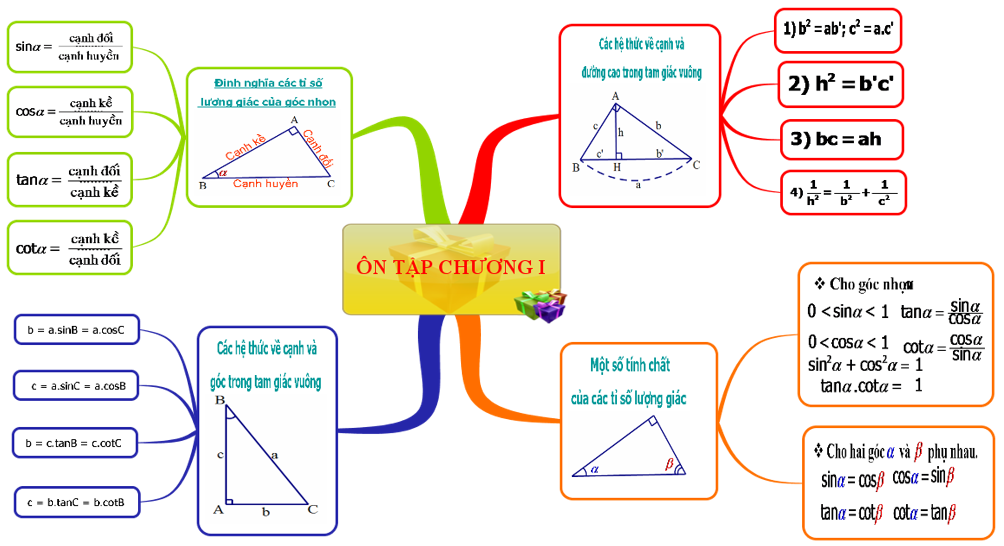 sinα = cạnh đối / cạnh huyền
cosα = cạnh kề / cạnh huyền
tanα = cạnh đối / cạnh kề
cotα = cạnh kề / cạnh đối
Định nghĩa các tỉ số
lượng giác của góc nhọn
A
Cạnh kề
Cạnh đối
B
α
C
Cạnh huyền
Các hệ thức về cạnh và
đường cao trong tam giác vuông
A
c
b
h
B
c'
H
b'
C
a
1) b² = ab'; c² = a.c'
2) h² = b'c'
3) bc = ah
4) 1/h² = 1/b² + 1/c²
ÔN TẬP CHƯƠNG I
b = a.sinB = a.cosC
c = a.sinC = a.cosB
b = c.tanB = c.cotC
c = b.tanC = b.cotB
Các hệ thức về cạnh và
góc trong tam giác vuông
B
c
a
A
b
C
Một số tính chất
của các tỉ số lượng giác
α
β
❖ Cho góc nhọn α
0 < sinα < 1 tanα = sinα / cosα
0 < cosα < 1 cotα = cosα / sinα
sin²α + cos²α = 1
tanα.cotα = 1
❖ Cho hai góc α và β phụ nhau.
sinα = cosβ cosα = sinβ
tanα = cotβ cotα = tanβ